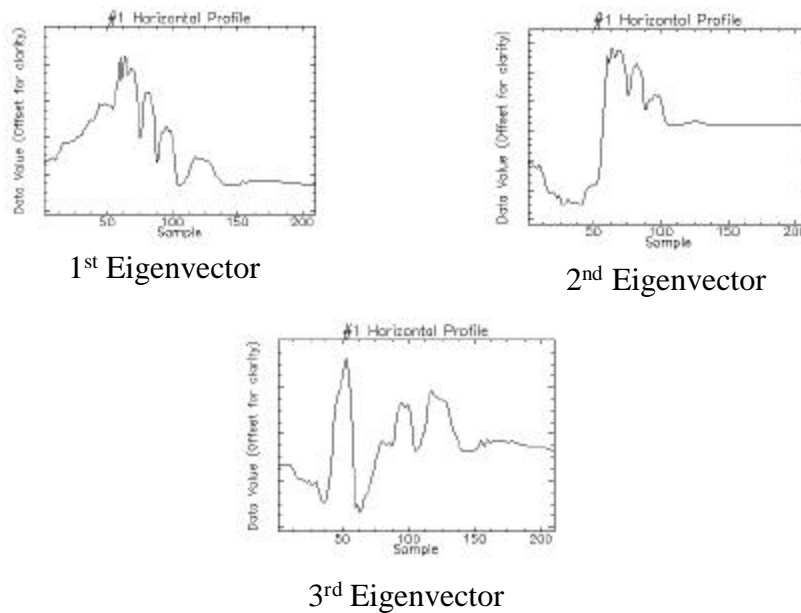 #1 Horizontal Profile
Data Value (Offset for clarity)
50 100 150 200
Sample
1st Eigenvector
#1 Horizontal Profile
Data Value (Offset for clarity)
50 100 150 200
Sample
2nd Eigenvector
#1 Horizontal Profile
Data Value (Offset for clarity)
50 100 150 200
Sample
3rd Eigenvector